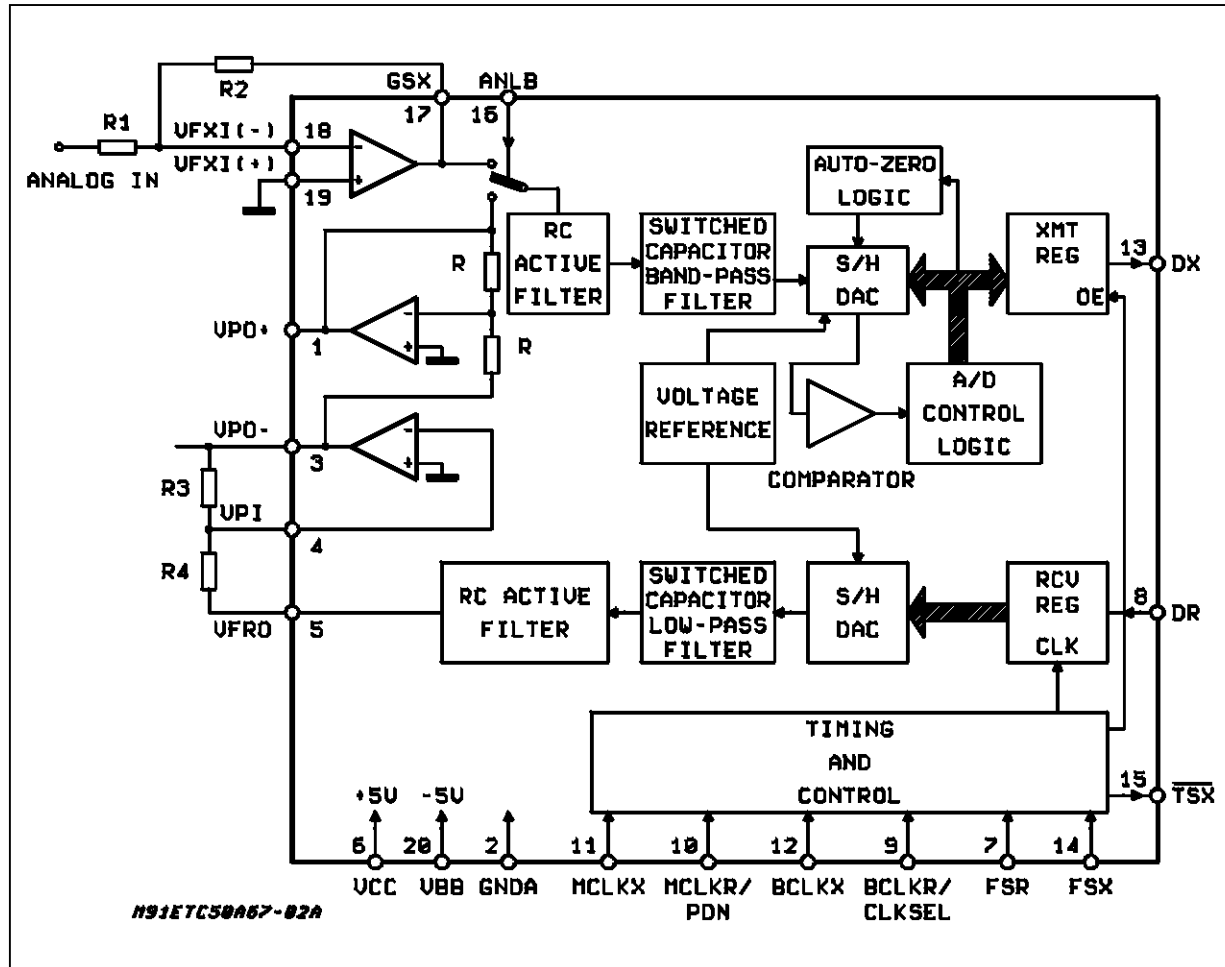 R2
GSX
ANLB
17
16
R1
VFXI(-)
18
VFXI(+)
19
ANALOG IN
AUTO-ZERO
LOGIC
RC
ACTIVE
FILTER
SWITCHED
CAPACITOR
BAND-PASS
FILTER
S/H
DAC
XMT
REG
OE
13
DX
R
R
VPO+
1
VOLTAGE
REFERENCE
A/D
CONTROL
LOGIC
COMPARATOR
VPO-
3
R3
VPI
4
R4
VFRO
5
RC ACTIVE
FILTER
SWITCHED
CAPACITOR
LOW-PASS
FILTER
S/H
DAC
RCV
REG
CLK
8
DR
TIMING
AND
CONTROL
15
TSX
+5V
-5V
6
20
2
11
10
12
9
7
14
VCC
VBB
GNDA
MCLKX
MCLKR/
PDN
BCLKX
BCLKR/
CLKSEL
FSR
FSX
M91ETC50A67-02A